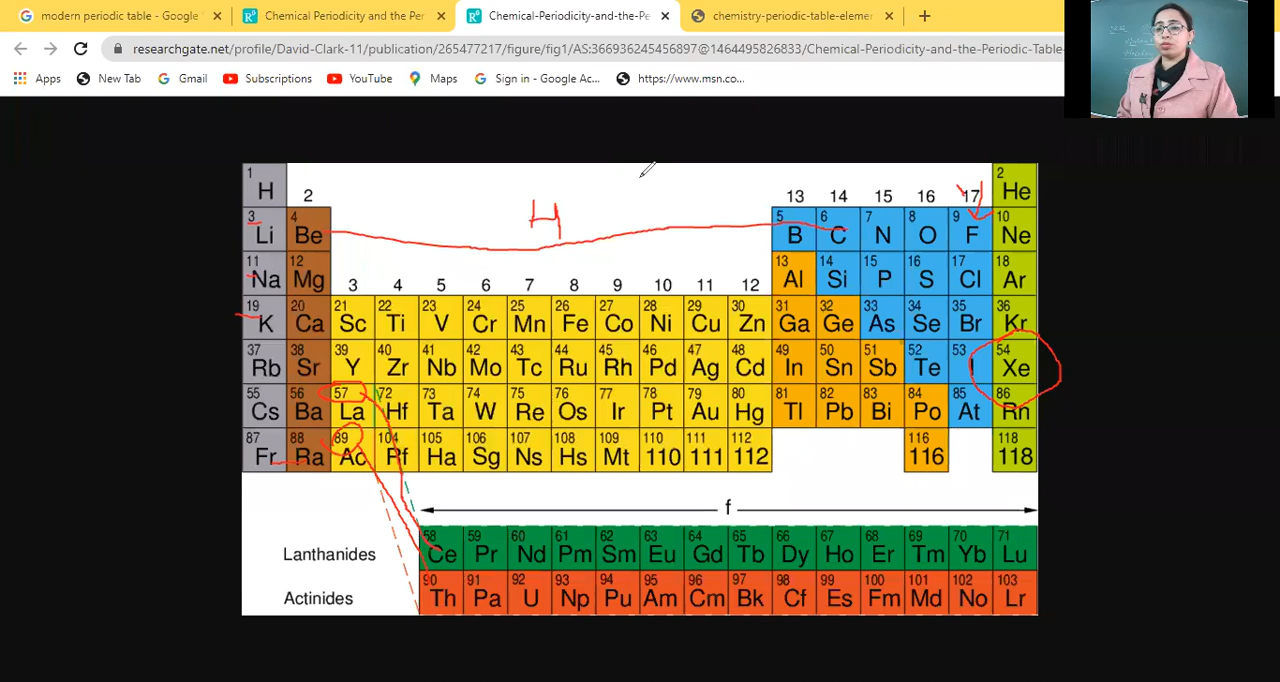 modern periodic table - Google
Chemical Periodicity and the Per
Chemical-Periodicity-and-the-Pe
chemistry-periodic-table-elemen
researchgate.net/profile/David-Clark-11/publication/265477217/figure/fig1/AS:366936245456897@1464495826833/Chemical-Periodicity-and-the-Periodic-Table-
Apps New Tab Gmail Subscriptions YouTube Maps Sign in - Google Ac... https://www.msn.co...
1 2
H 2 13 14 15 16 17 He
H
3 4 5 6 7 8 9 10
Li Be B C N O F Ne
11 12 13 14 15 16 17 18
Na Mg 3 4 5 6 7 8 9 10 11 12 Al Si P S Cl Ar
19 20 21 22 23 24 25 26 27 28 29 30 31 32 33 34 35 36
K Ca Sc Ti V Cr Mn Fe Co Ni Cu Zn Ga Ge As Se Br Kr
37 38 39 40 41 42 43 44 45 46 47 48 49 50 51 52 53 54
Rb Sr Y Zr Nb Mo Tc Ru Rh Pd Ag Cd In Sn Sb Te I Xe
55 56 57 72 73 74 75 76 77 78 79 80 81 82 83 84 85 86
Cs Ba La Hf Ta W Re Os Ir Pt Au Hg Tl Pb Bi Po At Rn
87 88 89 104 105 106 107 108 109 110 111 112 116 118
Fr Ra Ac Rf Ha Sg Ns Hs Mt 110 111 112 116 118
f
58 59 60 61 62 63 64 65 66 67 68 69 70 71
Lanthanides Ce Pr Nd Pm Sm Eu Gd Tb Dy Ho Er Tm Yb Lu
90 91 92 93 94 95 96 97 98 99 100 101 102 103
Actinides Th Pa U Np Pu Am Cm Bk Cf Es Fm Md No Lr